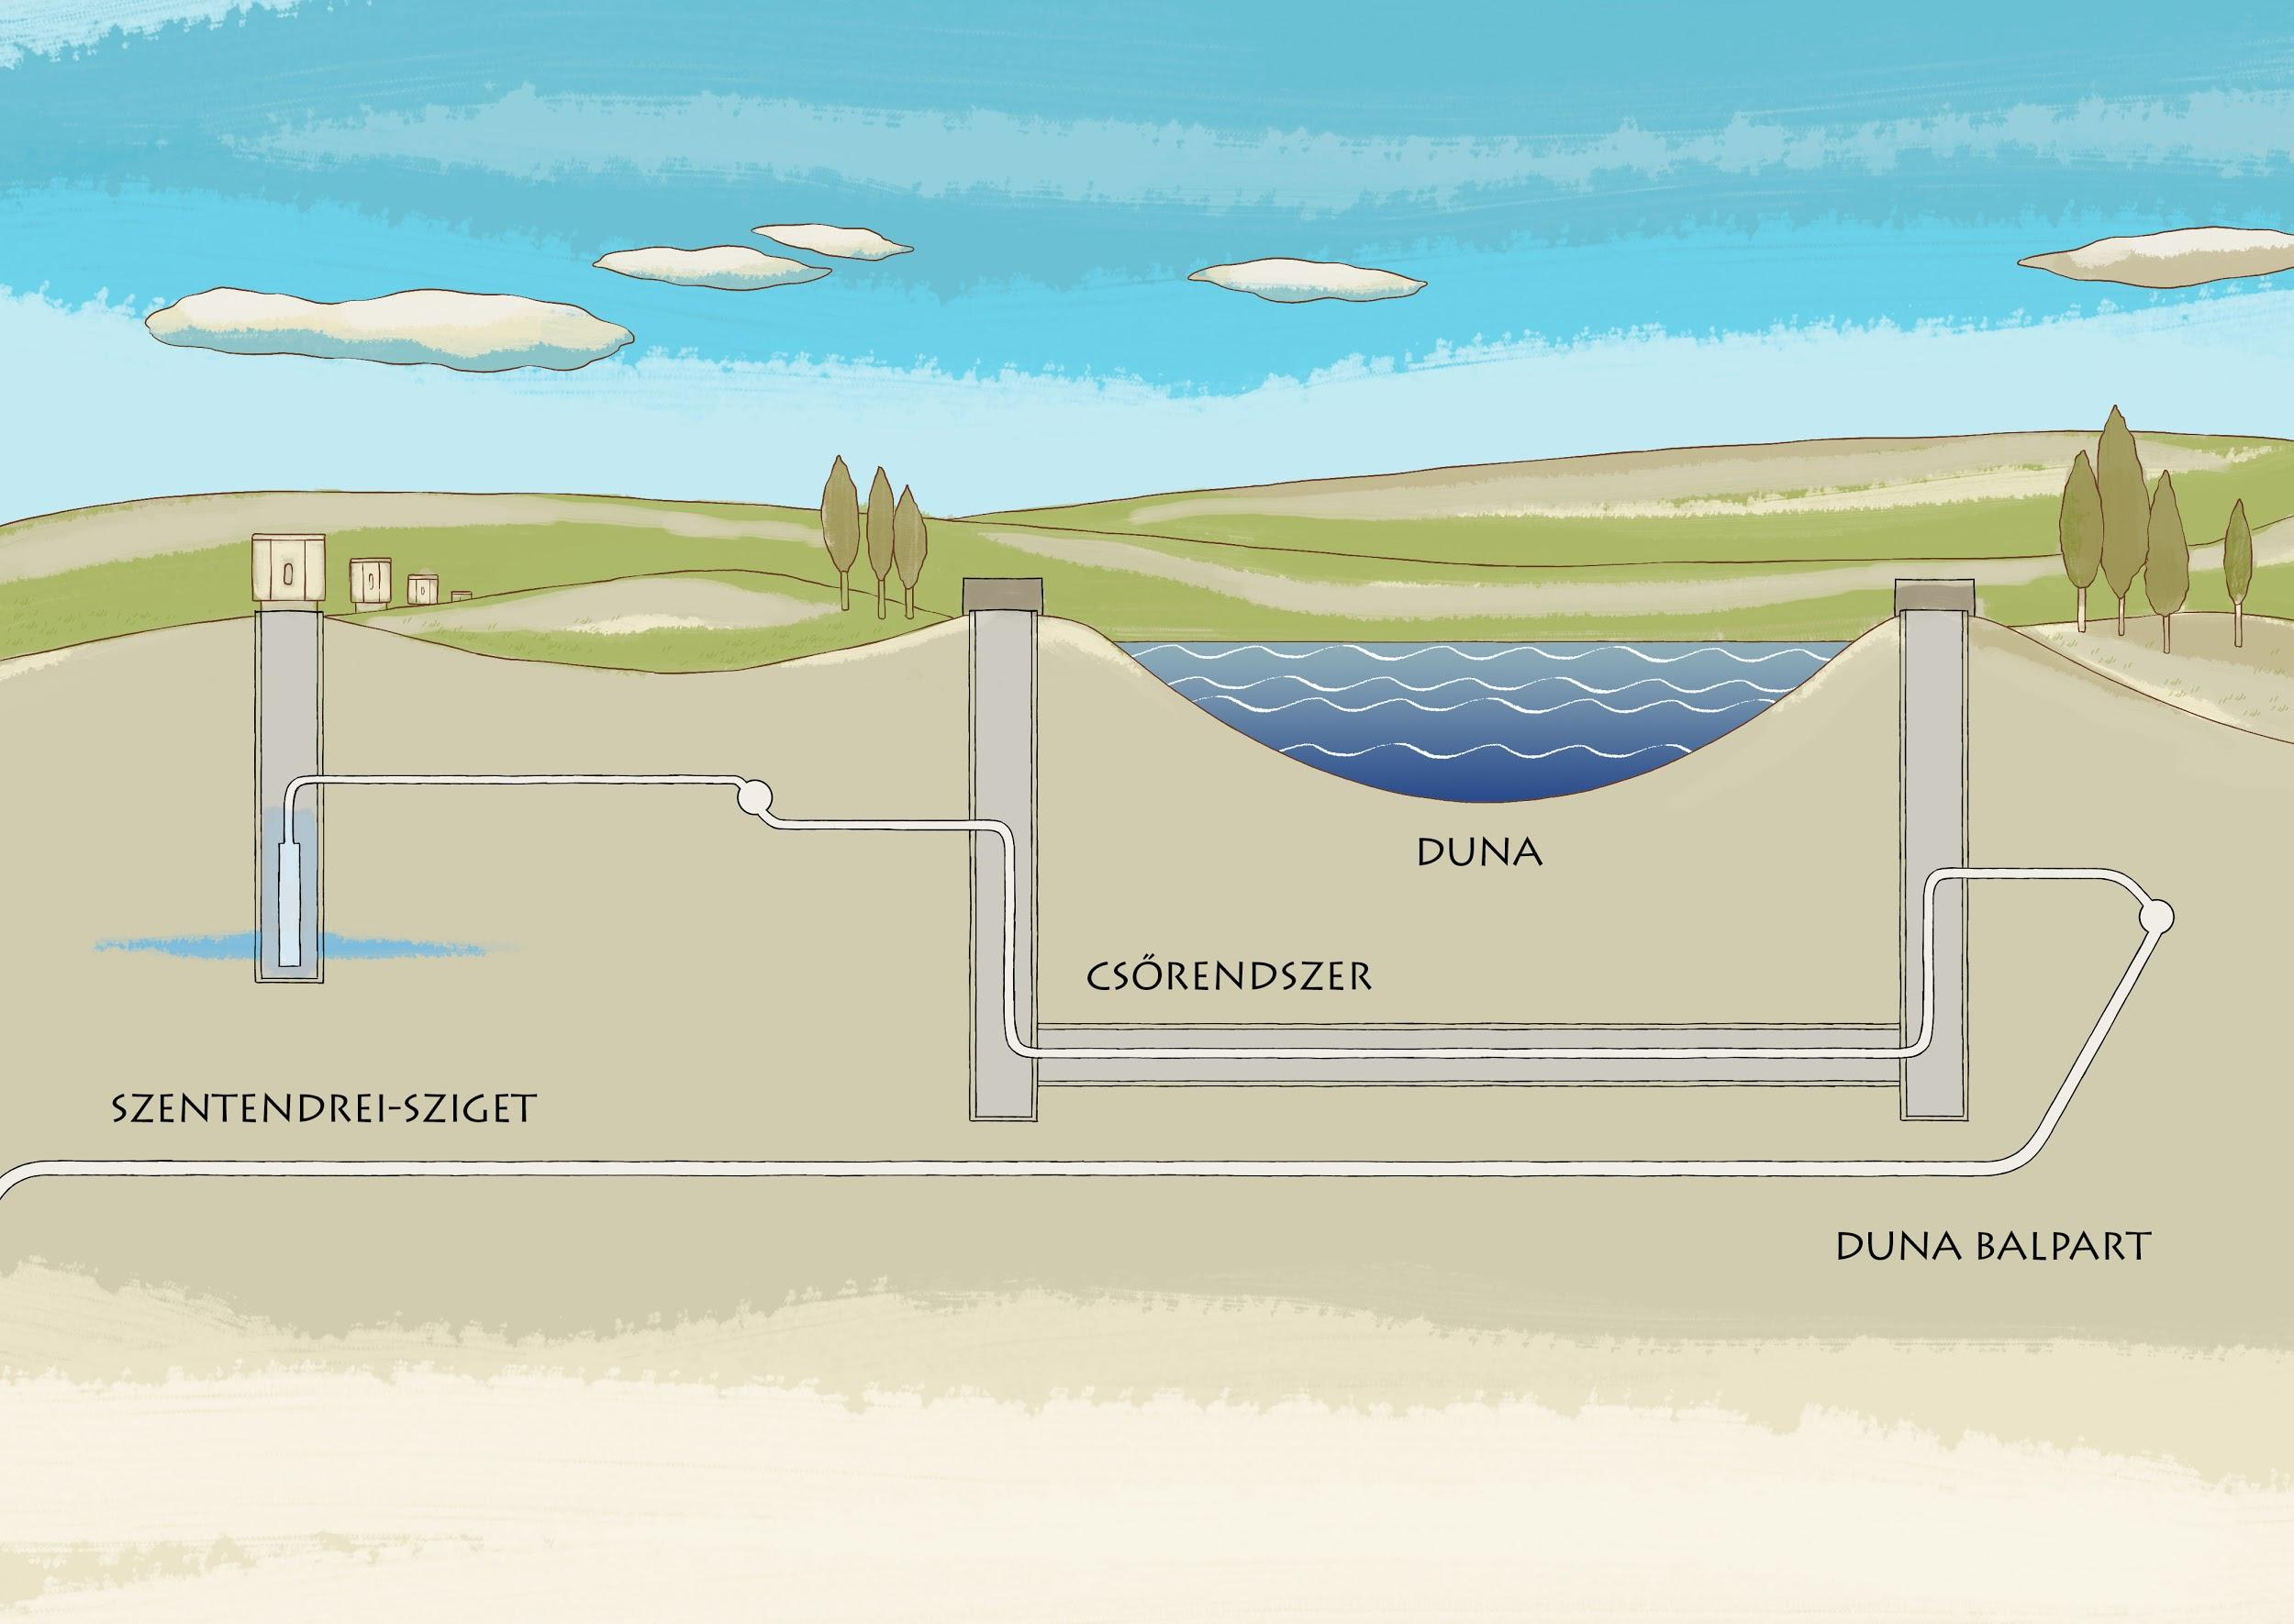 DUNA
CSŐRENDSZER
SZENTENDREI-SZIGET
DUNA BALPART